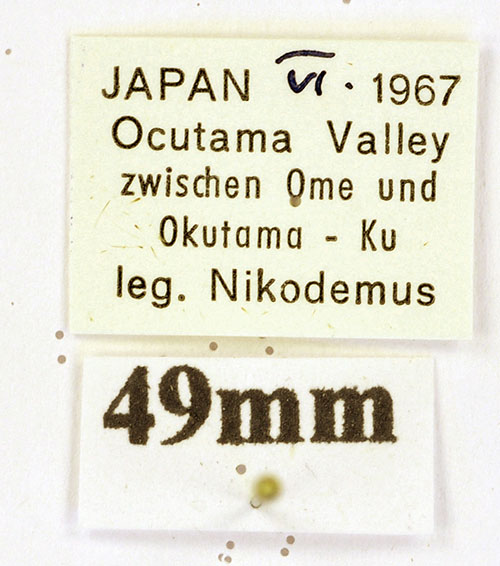 JAPAN VI. 1967
Ocutama Valley
zwischen Ome und
Okutama - Ku
leg. Nikodemus
49mm